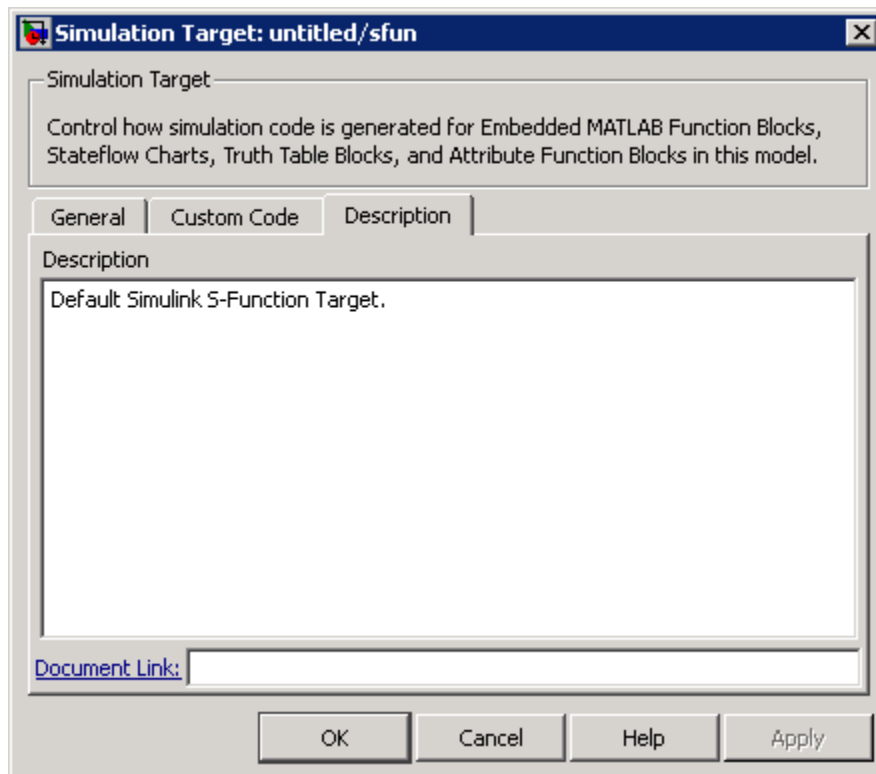 Simulation Target: untitled/sfun
Simulation Target
Control how simulation code is generated for Embedded MATLAB Function Blocks,
Stateflow Charts, Truth Table Blocks, and Attribute Function Blocks in this model.
General Custom Code Description
Description
Default Simulink S-Function Target.
Document Link:
OK Cancel Help Apply